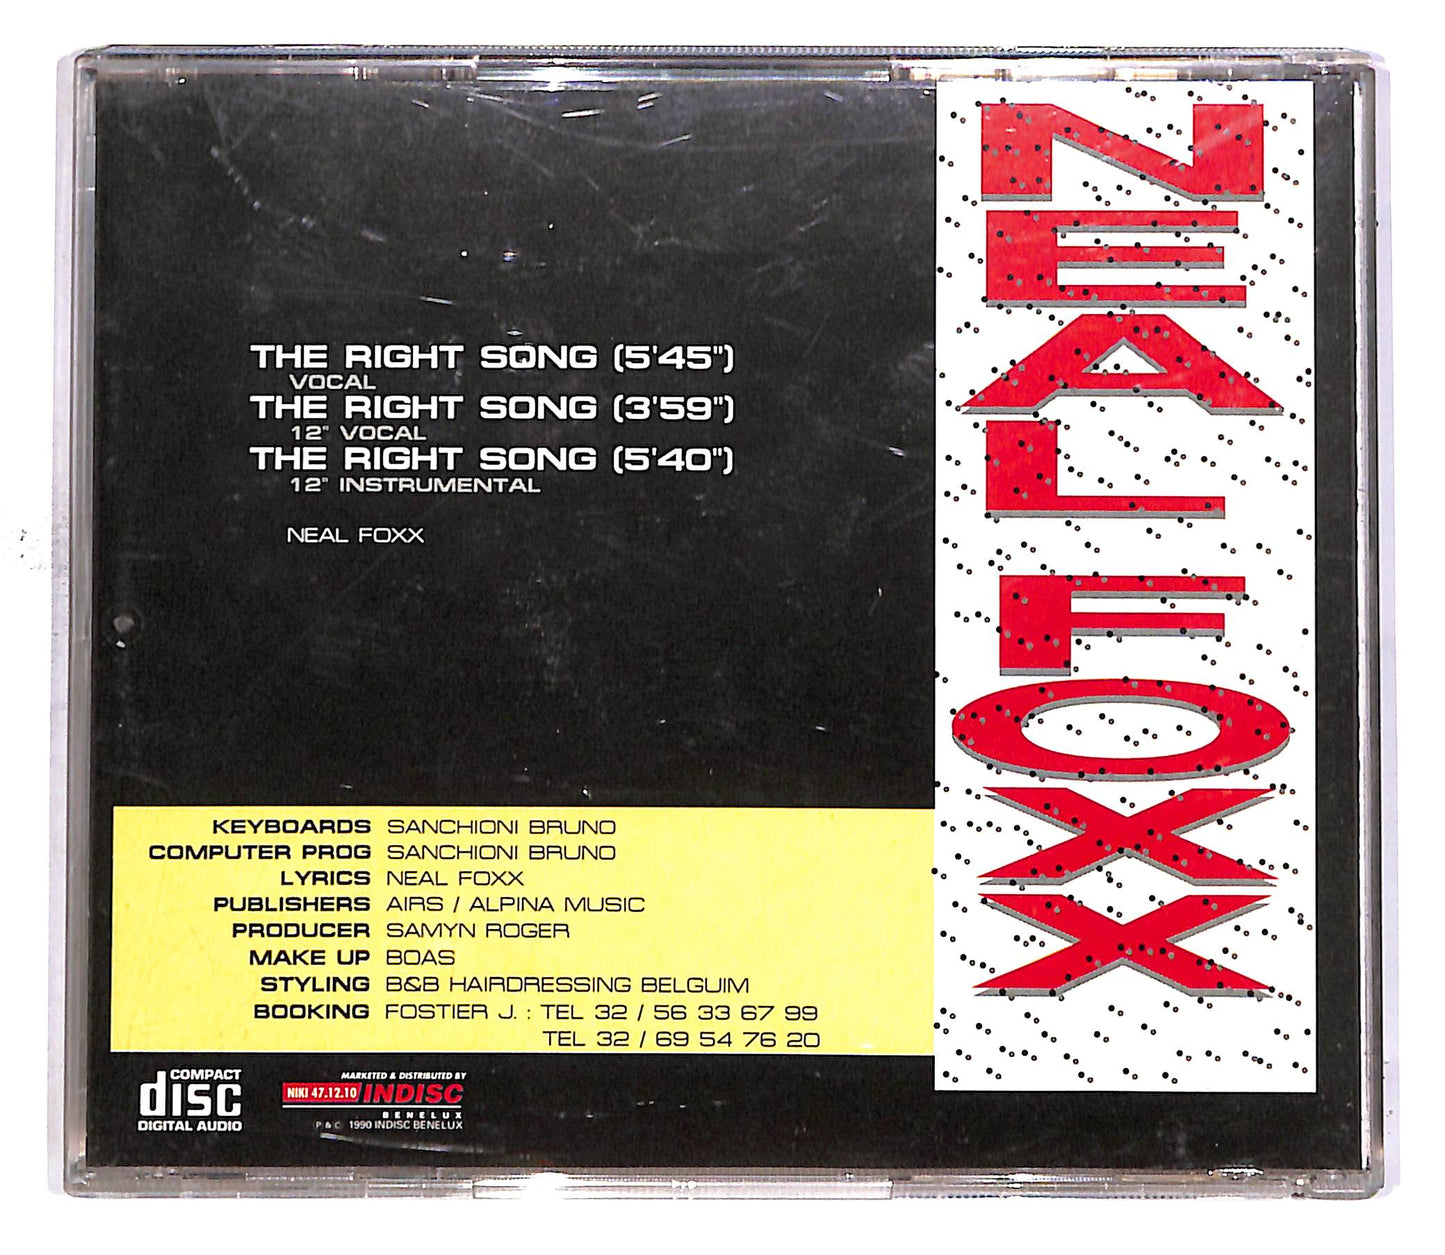 THE RIGHT SONG (5'45")
VOCAL
THE RIGHT SONG (3'59")
12" VOCAL
THE RIGHT SONG (5'40")
12" INSTRUMENTAL
NEAL FOXX
NEAL FOXX
KEYBOARDS SANCHIONI BRUNO
COMPUTER PROG SANCHIONI BRUNO
LYRICS NEAL FOXX
PUBLISHERS AIRS / ALPINA MUSIC
PRODUCER SAMYN ROGER
MAKE UP BOAS
STYLING B&B HAIRDRESSING BELGUIM
BOOKING FOSTIER J. : TEL 32 / 56 33 67 99
TEL 32 / 69 54 76 20
COMPACT
disc
DIGITAL AUDIO
MARKETED & DISTRIBUTED BY
NIKI 47.12.10 INDISC
BENELUX
P & C 1990 INDISC BENELUX